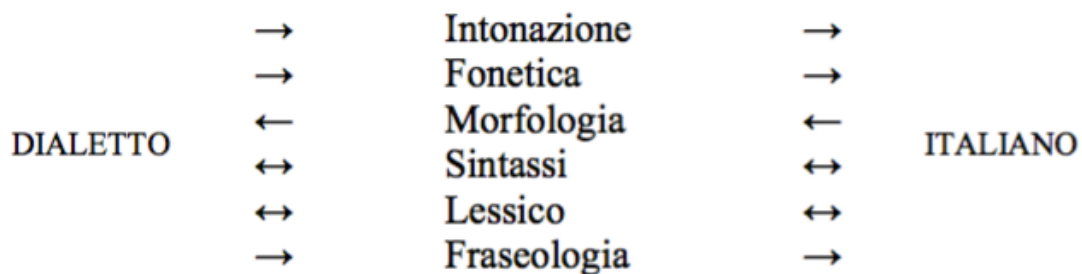 → Intonazione →
→ Fonetica →
← Morfologia ←
DIALETTO ITALIANO
↔ Sintassi ↔
↔ Lessico ↔
→ Fraseologia →